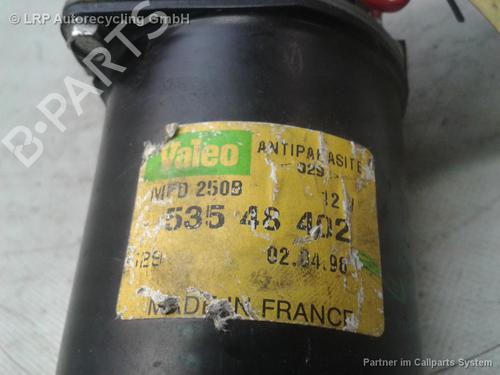 © LRP Autorecycling GmbH
B-PARTS
Valeo
ANTIPARASITE
029
MFD 250B
12 V
535 48 402
02.04.98
MADE IN FRANCE
Partner im Callparts System